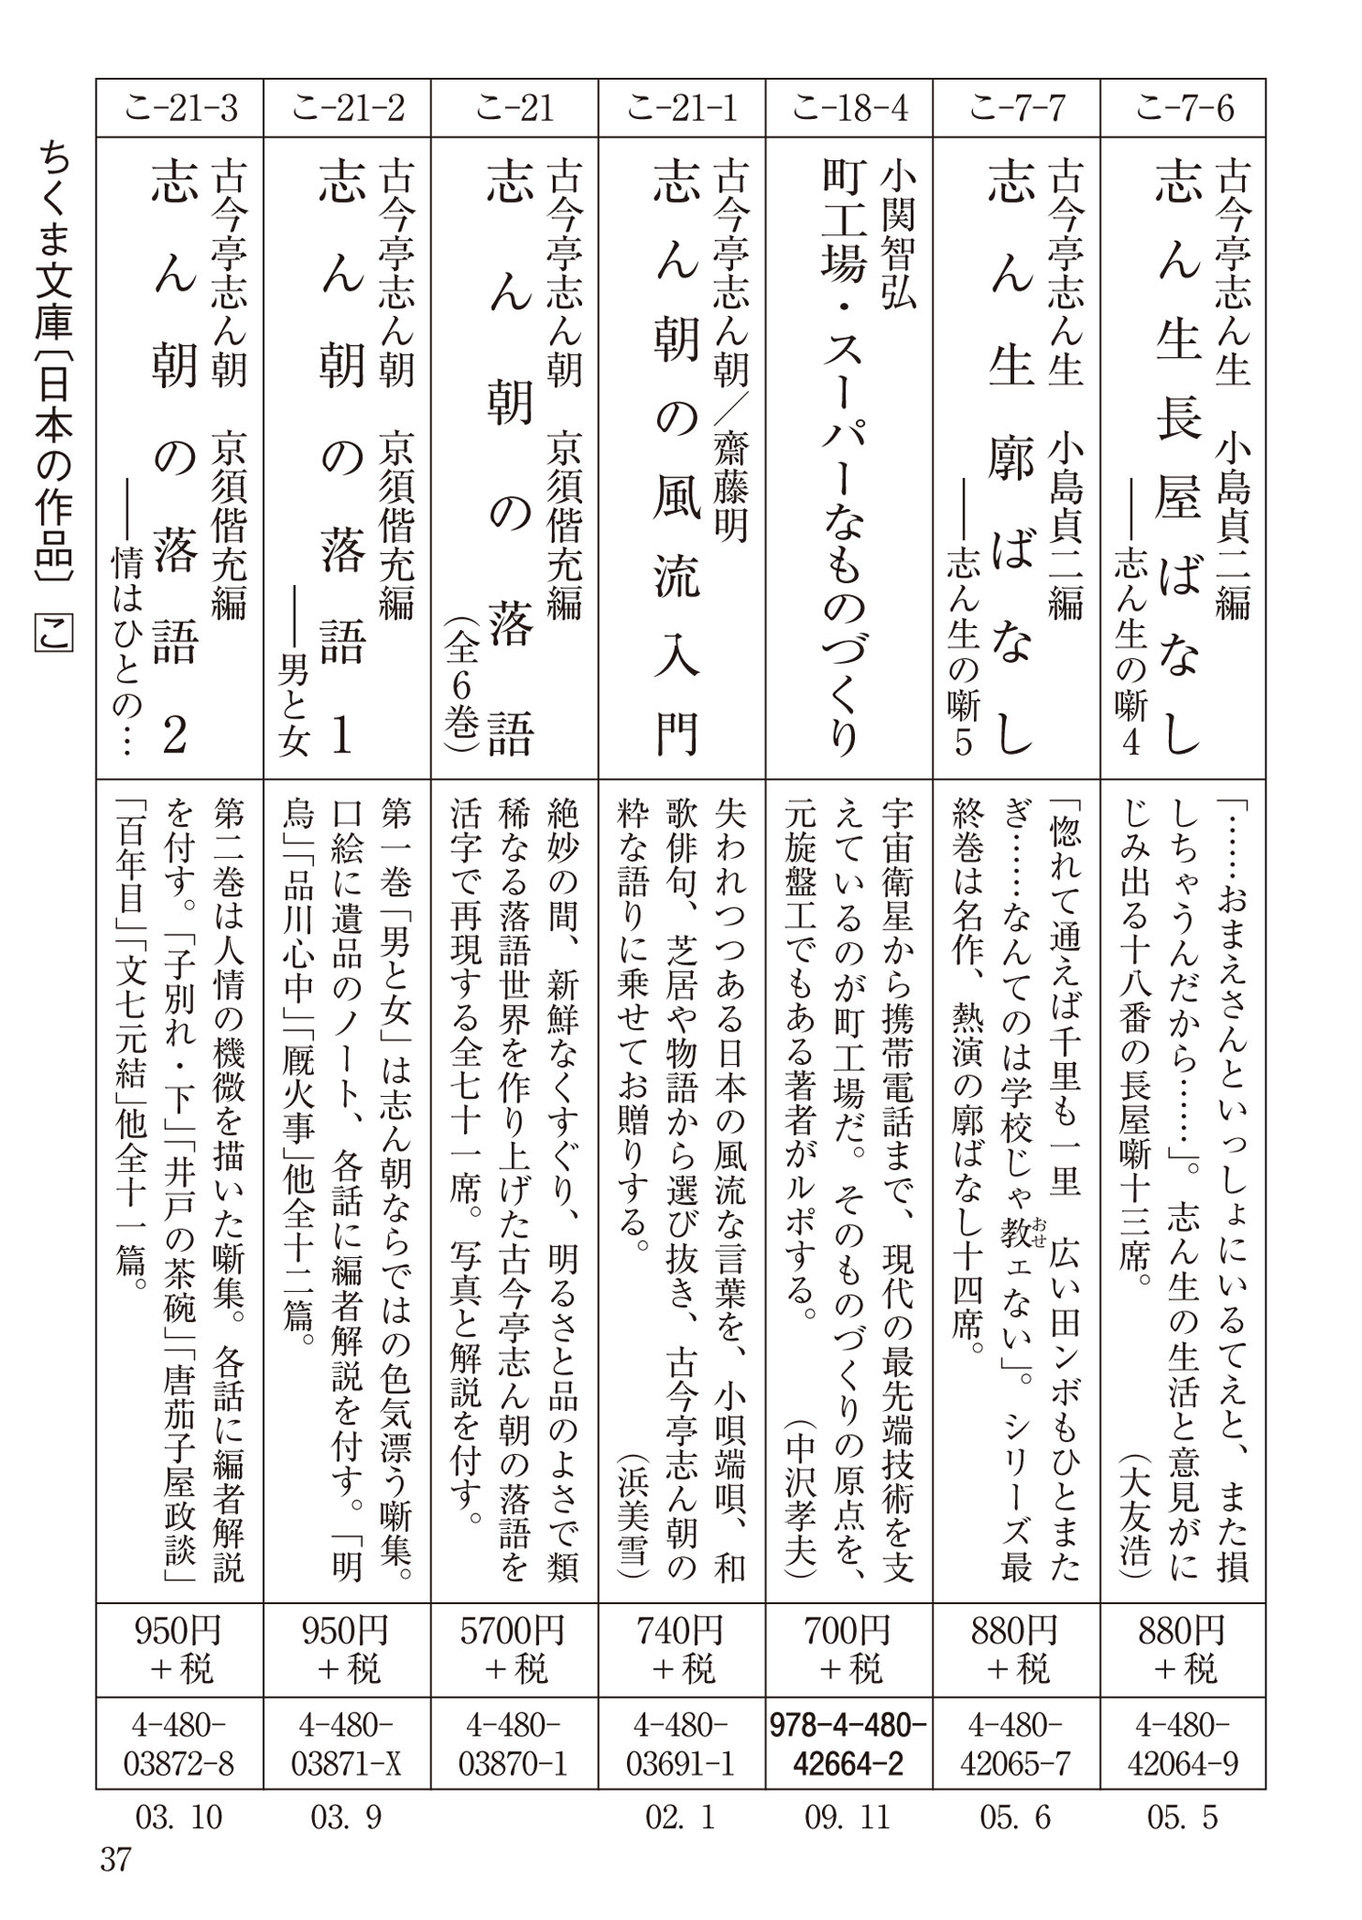 こ-7-6
古今亭志ん生　小島貞二編
志ん生長屋ばなし
――志ん生の噺4
「……おまえさんといっしょにいるてえと、また損
しちゃうんだから……」。志ん生の生活と意見がに
じみ出る十八番の長屋噺十三席。
（大友浩）
880円
＋税
4-480-
42064-9
05. 5
こ-7-7
古今亭志ん生　小島貞二編
志ん生廓ばなし
――志ん生の噺5
「惚れて通えば千里も一里　広い田ンボもひとまた
ぎ……なんてのは学校じゃ教ェない」。シリーズ最
おせ
終巻は名作、熱演の廓ばなし十四席。
880円
＋税
4-480-
42065-7
05. 6
こ-18-4
小関智弘
町工場・スーパーなものづくり
宇宙衛星から携帯電話まで、現代の最先端技術を支
えているのが町工場だ。そのものづくりの原点を、
元旋盤工でもある著者がルポする。
（中沢孝夫）
700円
＋税
978-4-480-
42664-2
09. 11
こ-21-1
古今亭志ん朝／齋藤明
志ん朝の風流入門
失われつつある日本の風流な言葉を、小唄端唄、和
歌俳句、芝居や物語から選び抜き、古今亭志ん朝の
粋な語りに乗せてお贈りする。
（浜美雪）
740円
＋税
4-480-
03691-1
02. 1
こ-21
古今亭志ん朝　京須偕充編
志ん朝の落語
（全6巻）
絶妙の間、新鮮なくすぐり、明るさと品のよさで類
稀なる落語世界を作り上げた古今亭志ん朝の落語を
活字で再現する全七十一席。写真と解説を付す。
5700円
＋税
4-480-
03870-1
こ-21-2
古今亭志ん朝　京須偕充編
志ん朝の落語1
――男と女
第一巻「男と女」は志ん朝ならではの色気漂う噺集。
口絵に遺品のノート、各話に編者解説を付す。「明
烏」「品川心中」「厩火事」他全十二篇。
950円
＋税
4-480-
03871-X
03. 9
こ-21-3
古今亭志ん朝　京須偕充編
志ん朝の落語2
――情はひとの…
第二巻は人情の機微を描いた噺集。各話に編者解説
を付す。「子別れ・下」「井戸の茶碗」「唐茄子屋政談」
「百年目」「文七元結」他全十一篇。
950円
＋税
4-480-
03872-8
03. 10
ちくま文庫〔日本の作品〕こ
37